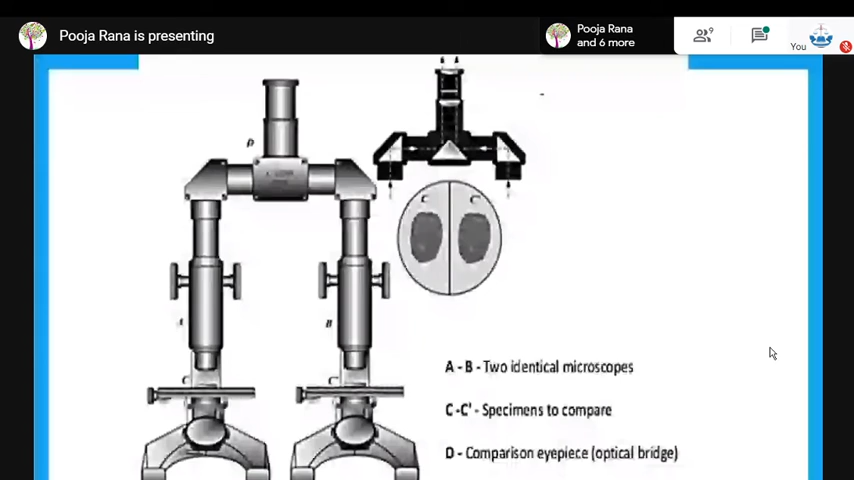 Pooja Rana is presenting
Pooja Rana
and 6 more
9
You
D
C
C'
A
B
C
C'
A - B - Two identical microscopes
C -C' - Specimens to compare
D - Comparison eyepiece (optical bridge)